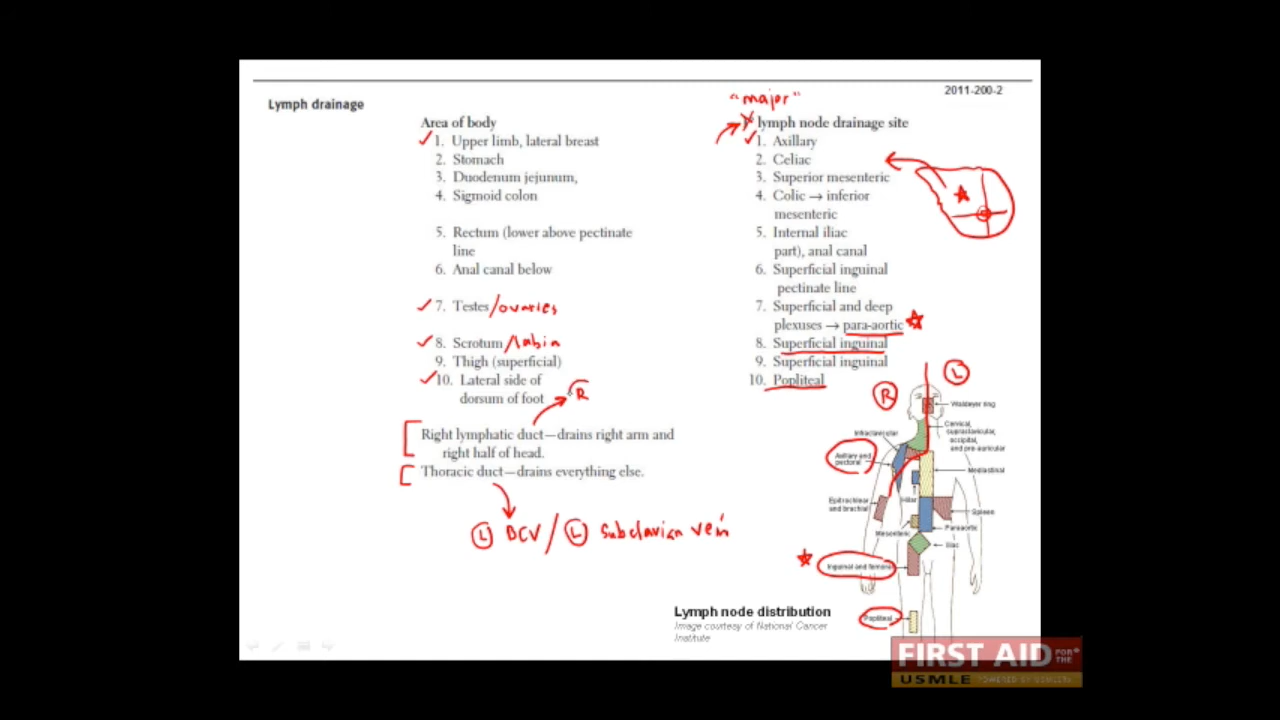 2011-200-2
Lymph drainage
"major"
Area of body
1. Upper limb, lateral breast
2. Stomach
3. Duodenum jejunum,
4. Sigmoid colon
5. Rectum (lower above pectinate
line
6. Anal canal below
7. Testes/ovaries
8. Scrotum/labia
9. Thigh (superficial)
10. Lateral side of
dorsum of foot
R
Right lymphatic duct—drains right arm and
right half of head.
Thoracic duct—drains everything else.
L BCV / L subclavian vein
lymph node drainage site
1. Axillary
2. Celiac
3. Superior mesenteric
4. Colic → inferior
mesenteric
5. Internal iliac
part), anal canal
6. Superficial inguinal
pectinate line
7. Superficial and deep
plexuses → para-aortic
8. Superficial inguinal
9. Superficial inguinal
10. Popliteal
R
L
Waldeyer ring
Cervical,
supraclavicular,
occipital,
and pre-auricular
Infraclavicular
Axillary and
pectoral
Mediastinal
Hilar
Epitrochlear
and brachial
Spleen
Mesenteric
Paraaortic
Iliac
Inguinal and femoral
Popliteal
Lymph node distribution
Image courtesy of National Cancer
Institute
FIRST AID FOR THE
USMLE